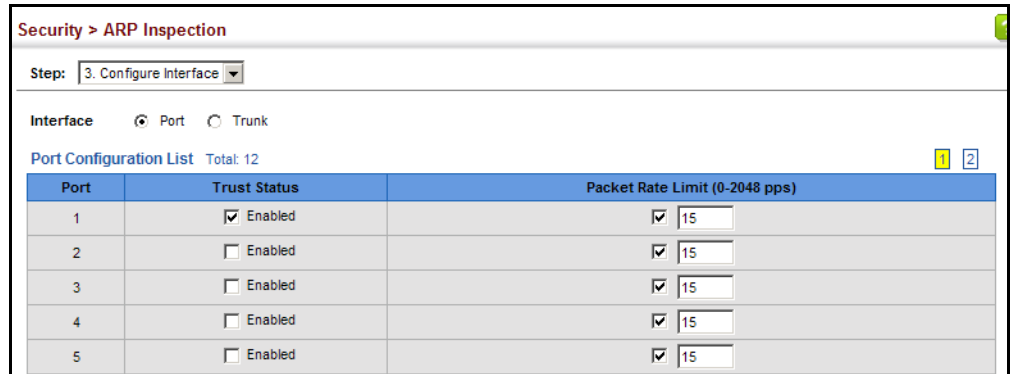 Security > ARP Inspection
?
Step: 3. Configure Interface
Interface Port Trunk
Port Configuration List Total: 12 1 2
Port Trust Status Packet Rate Limit (0-2048 pps)
1 Enabled 15
2 Enabled 15
3 Enabled 15
4 Enabled 15
5 Enabled 15